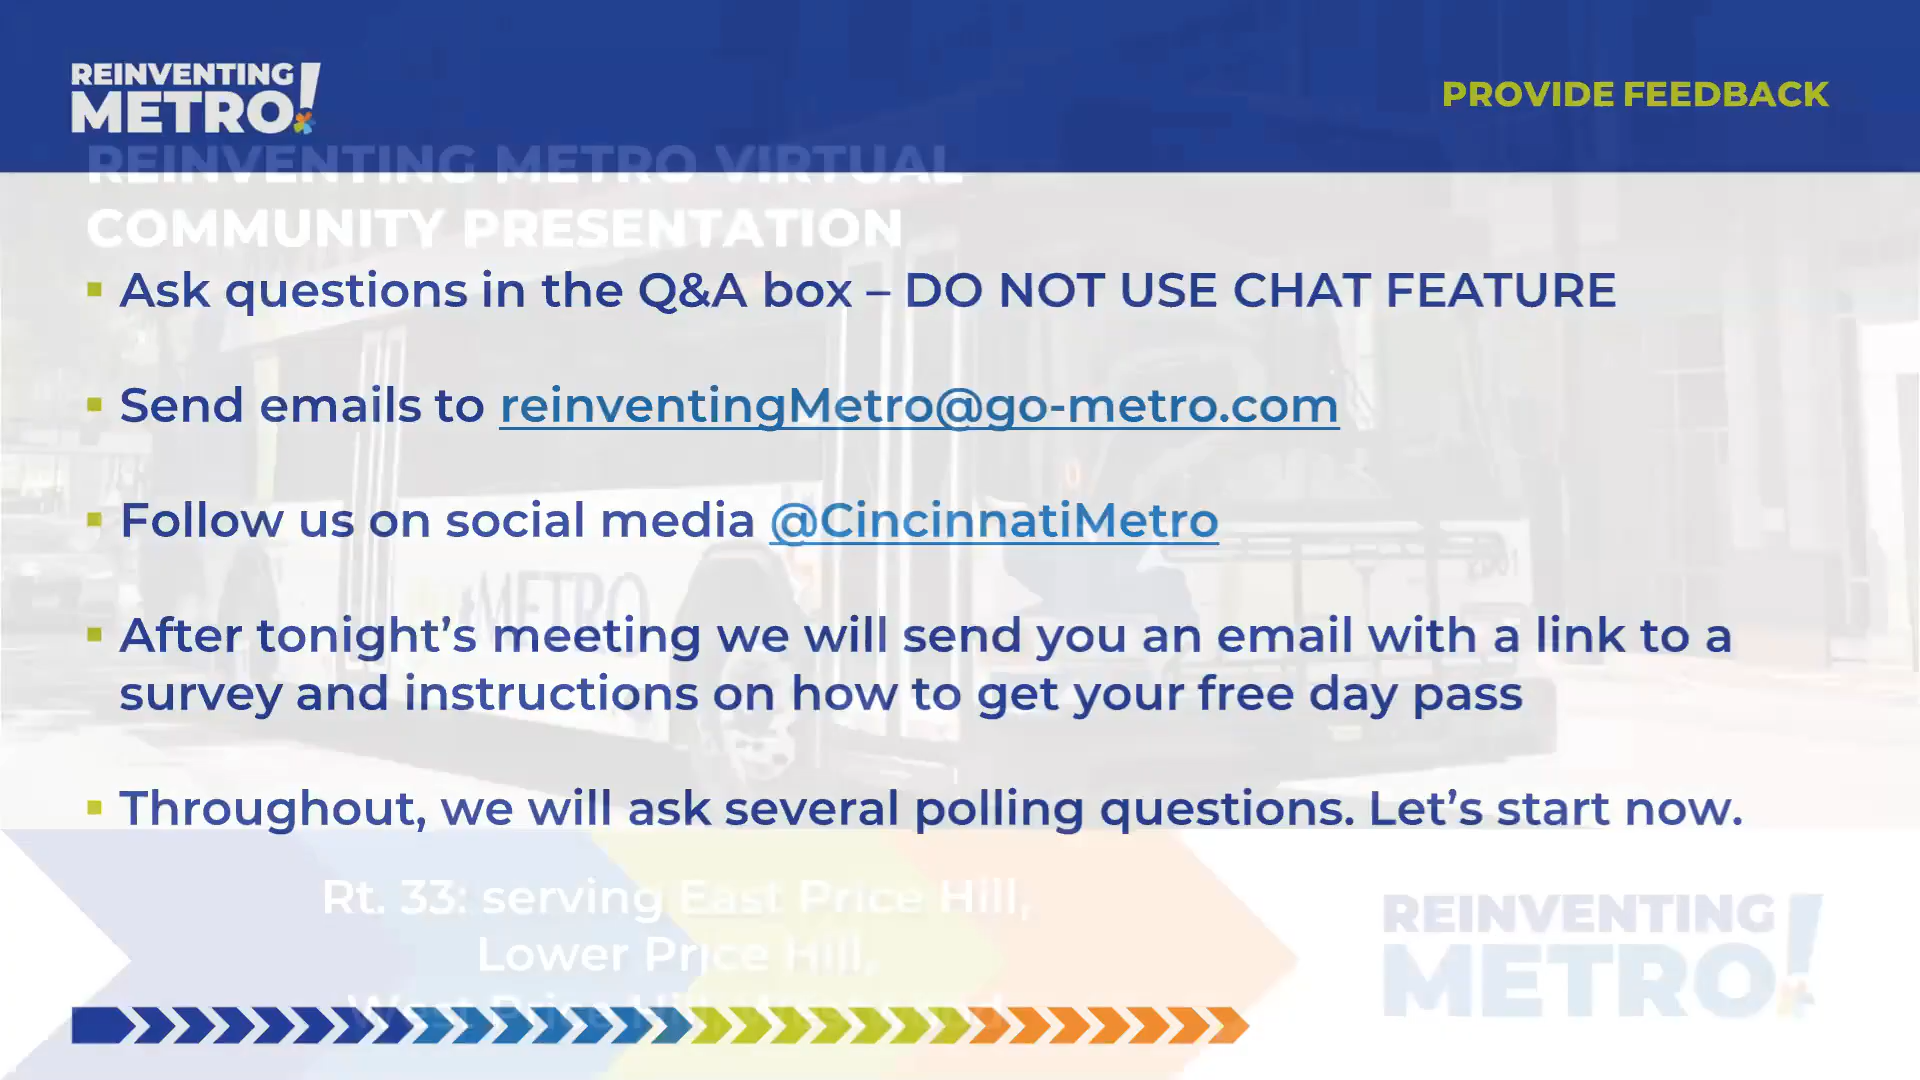 REINVENTING
METRO!
PROVIDE FEEDBACK
REINVENTING METRO VIRTUAL
COMMUNITY PRESENTATION
▪ Ask questions in the Q&A box – DO NOT USE CHAT FEATURE
▪ Send emails to reinventingMetro@go-metro.com
▪ Follow us on social media @CincinnatiMetro
METRO
▪ After tonight’s meeting we will send you an email with a link to a
survey and instructions on how to get your free day pass
▪ Throughout, we will ask several polling questions. Let’s start now.
Rt. 33: serving East Price Hill,
Lower Price Hill,
West Price Hill,
REINVENTING
METRO!